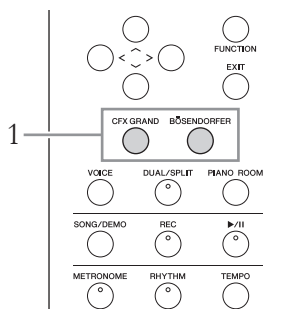 FUNCTION
EXIT
1
CFX GRAND BÖSENDORFER
VOICE DUAL/SPLIT PIANO ROOM
SONG/DEMO REC ▶/II
METRONOME RHYTHM TEMPO